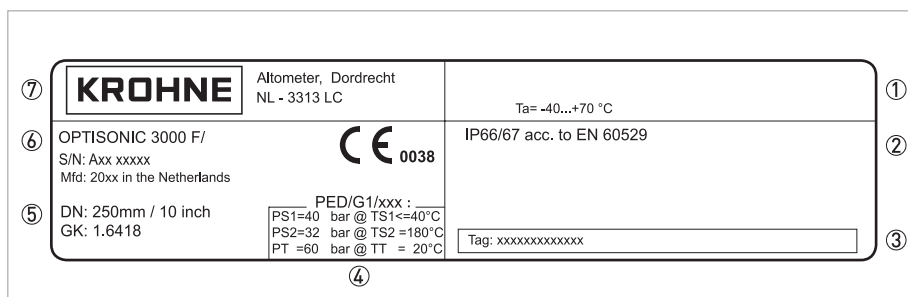 ⑦ KROHNE Altometer, Dordrecht
NL - 3313 LC
Ta= -40...+70 °C ①
⑥ OPTISONIC 3000 F/
S/N: Axx xxxxx
Mfd: 20xx in the Netherlands
CE 0038
IP66/67 acc. to EN 60529 ②
⑤ DN: 250mm / 10 inch
GK: 1.6418
PED/G1/xxx :
PS1=40 bar @ TS1<=40°C
PS2=32 bar @ TS2 =180°C
PT =60 bar @ TT = 20°C
④
Tag: xxxxxxxxxxxxx ③